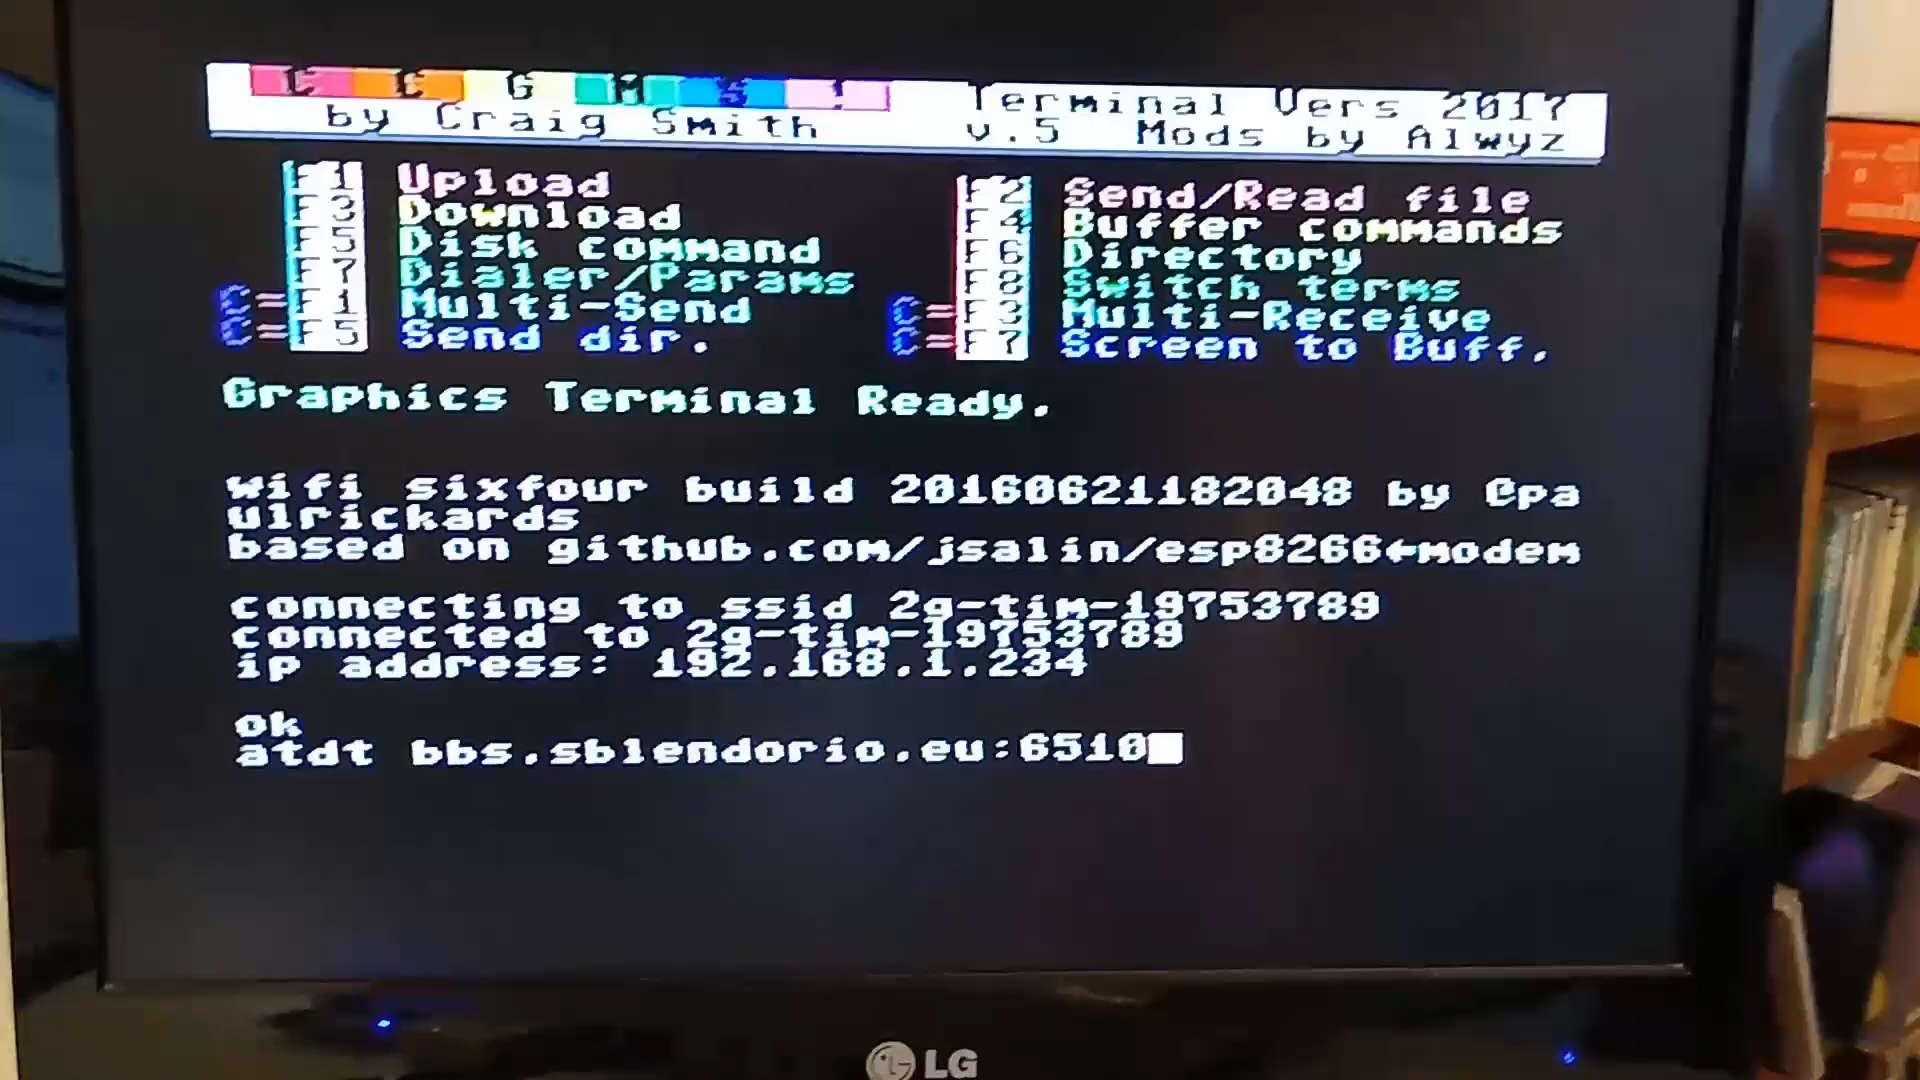 C C G M S ! Terminal Vers 2017
by Craig Smith v.5 Mods by Alwyz
F1 Upload F2 Send/Read file
F3 Download F4 Buffer commands
F5 Disk command F6 Directory
F7 Dialer/Params F8 Switch terms
C=F1 Multi-Send C=F3 Multi-Receive
C=F5 Send dir. C=F7 Screen to Buff.
Graphics Terminal Ready.
wifi sixfour build 20160621182048 by @pa
ulrickards
based on github.com/jsalin/esp8266←modem
connecting to ssid 2g-tim-19753789
connected to 2g-tim-19753789
ip address: 192.168.1.234
ok
atdt bbs.sblendorio.eu:6510
LG